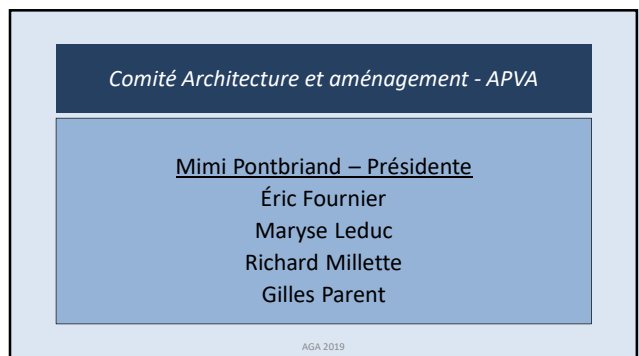 Comité Architecture et aménagement - APVA
Mimi Pontbriand – Présidente
Éric Fournier
Maryse Leduc
Richard Millette
Gilles Parent
AGA 2019